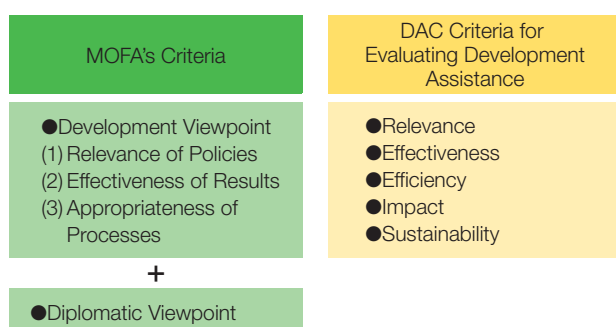 MOFA's Criteria
●Development Viewpoint
(1) Relevance of Policies
(2) Effectiveness of Results
(3) Appropriateness of
Processes
+
●Diplomatic Viewpoint
DAC Criteria for
Evaluating Development
Assistance
●Relevance
●Effectiveness
●Efficiency
●Impact
●Sustainability